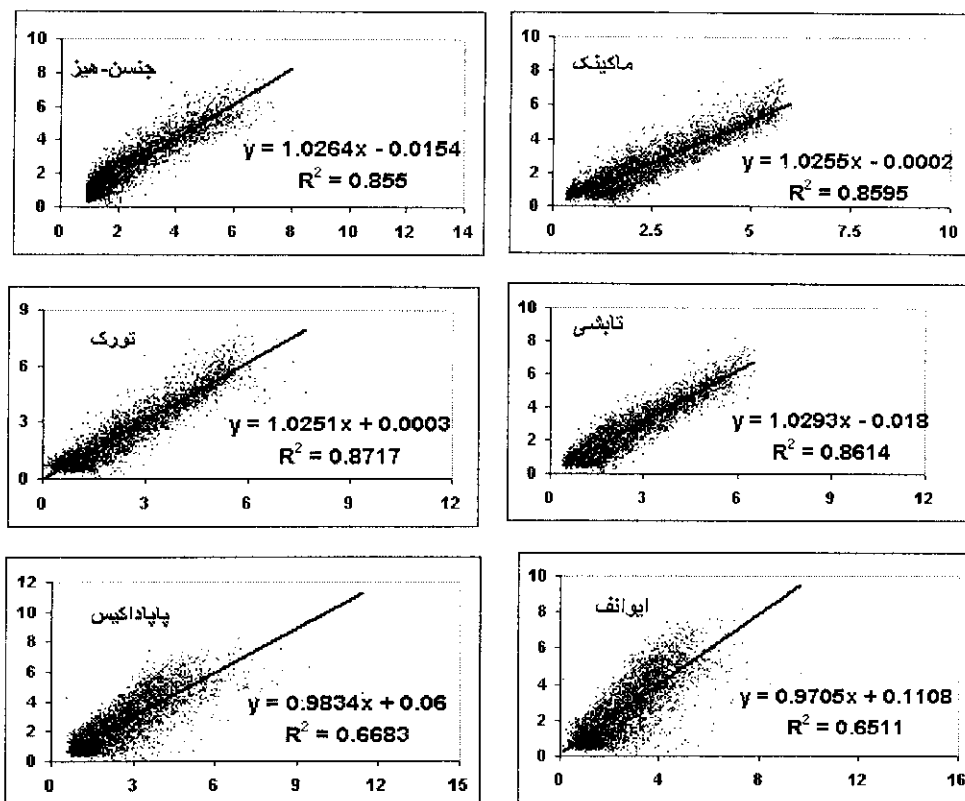 جنسن-هیز
y = 1.0264x - 0.0154
R² = 0.855
10
8
6
4
2
0
0 2 4 6 8 10 12 14
ماکینک
y = 1.0255x - 0.0002
R² = 0.8595
10
8
6
4
2
0
0 2.5 5 7.5 10
تورک
y = 1.0251x + 0.0003
R² = 0.8717
9
6
3
0
0 3 6 9 12
تابشی
y = 1.0293x - 0.018
R² = 0.8614
10
8
6
4
2
0
0 3 6 9 12
پاپاداکیس
y = 0.9834x + 0.06
R² = 0.6683
12
10
8
6
4
2
0
0 3 6 9 12 15
ایوانف
y = 0.9705x + 0.1108
R² = 0.6511
10
8
6
4
2
0
0 4 8 12 16